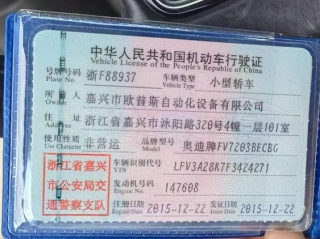 中华人民共和国机动车行驶证
Vehicle License of the People's Republic of China
号牌号码 Plate No. 浙F88937 车辆类型 Vehicle Type 小型轿车
所有人 Owner 嘉兴市欧普斯自动化设备有限公司
住址 Address 浙江省嘉兴市沭阳路320号4幢一层101室
使用性质 Use Character 非营运 品牌型号 Model 奥迪牌FV7203BECBG
浙江省嘉兴
市公安局交
通警察支队
车辆识别代号 VIN LFV3A28K7F3424271
发动机号码 Engine No. 147608
注册日期 Register Date 2015-12-22 发证日期 Issue Date 2015-12-22